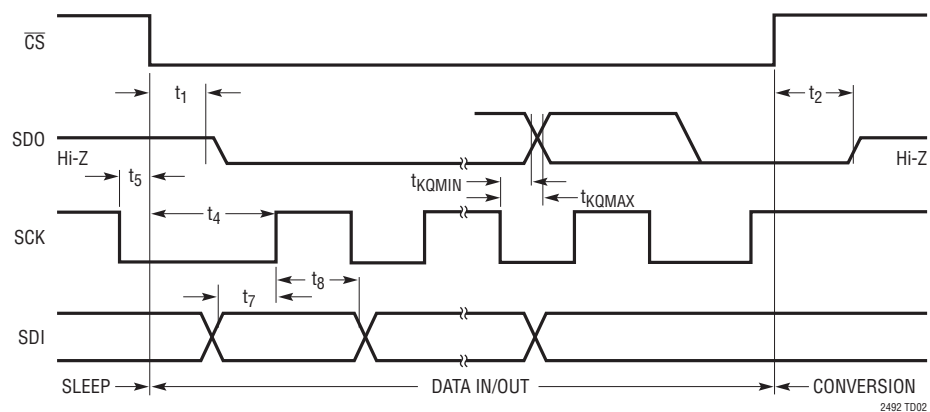 C̅S̅
t1
t2
SDO
Hi-Z
Hi-Z
t5
tKQMIN
tKQMAX
t4
SCK
t8
t7
SDI
SLEEP
DATA IN/OUT
CONVERSION
2492 TD02